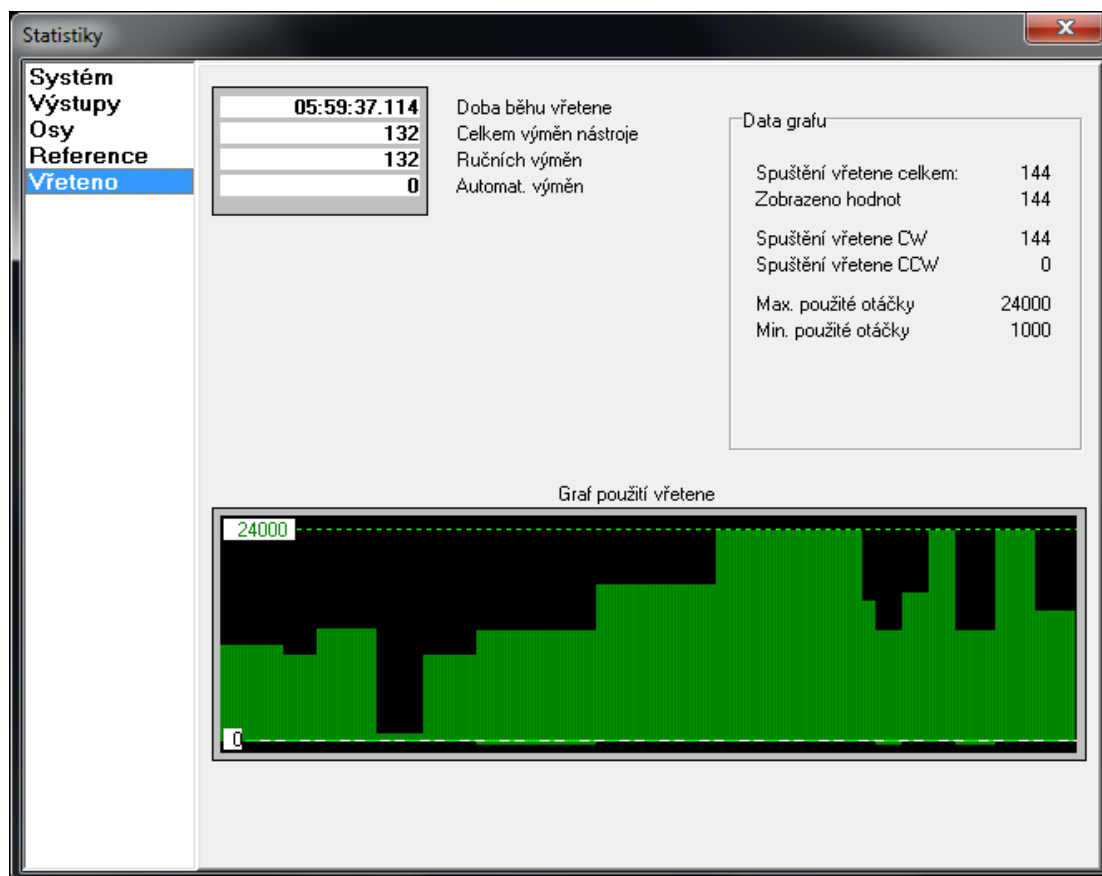 Statistiky
Systém
Výstupy
Osy
Reference
Vřeteno
05:59:37.114 Doba běhu vřetene
132 Celkem výměn nástroje
132 Ručních výměn
0 Automat. výměn
Data grafu
Spuštění vřetene celkem: 144
Zobrazeno hodnot 144
Spuštění vřetene CW 144
Spuštění vřetene CCW 0
Max. použité otáčky 24000
Min. použité otáčky 1000
Graf použití vřetene
24000
0